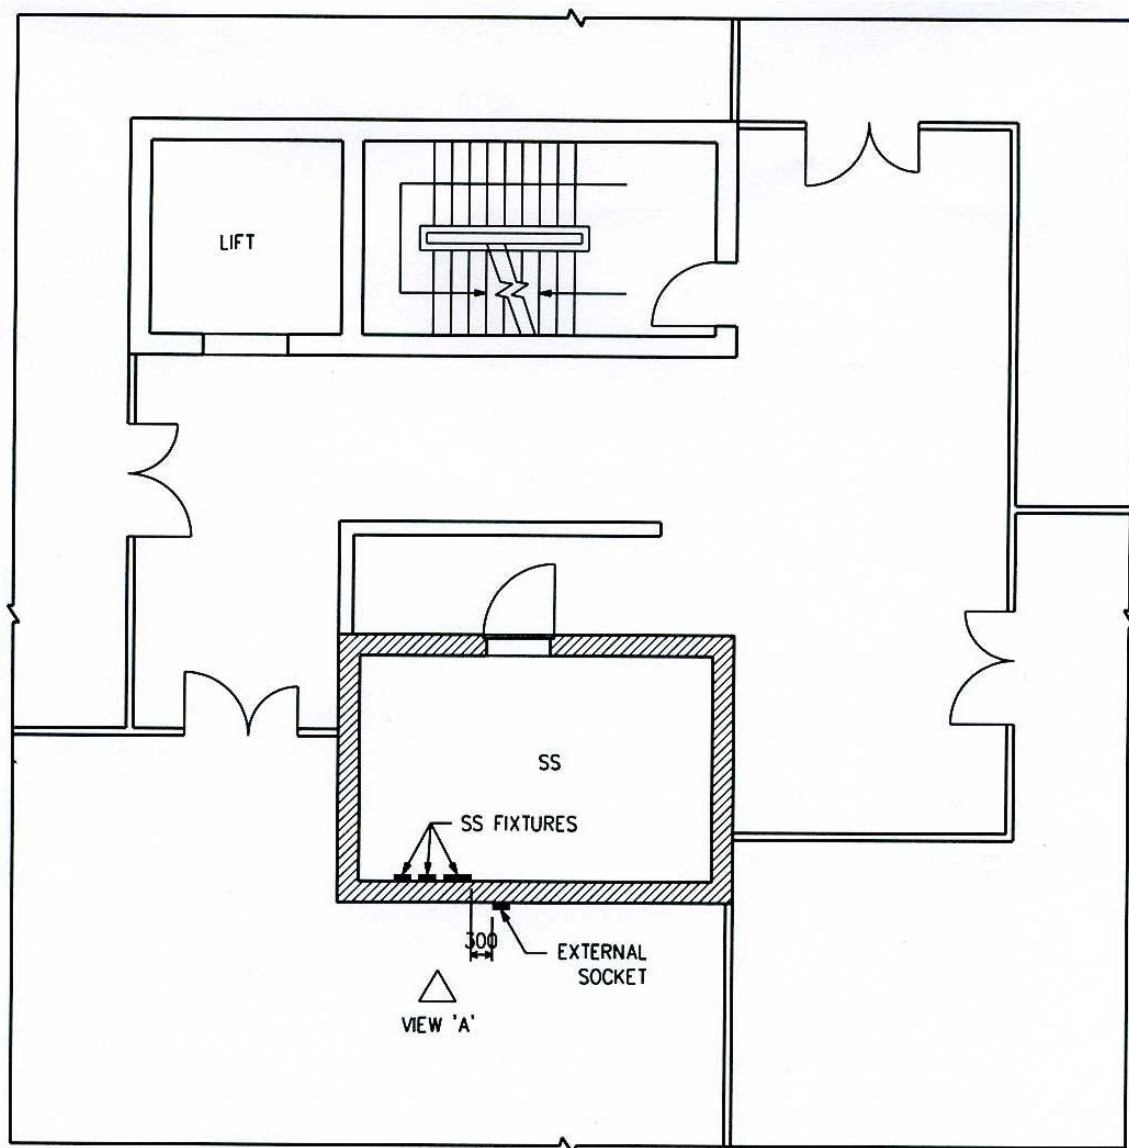 LIFT
SS
SS FIXTURES
300
EXTERNAL
SOCKET
VIEW 'A'